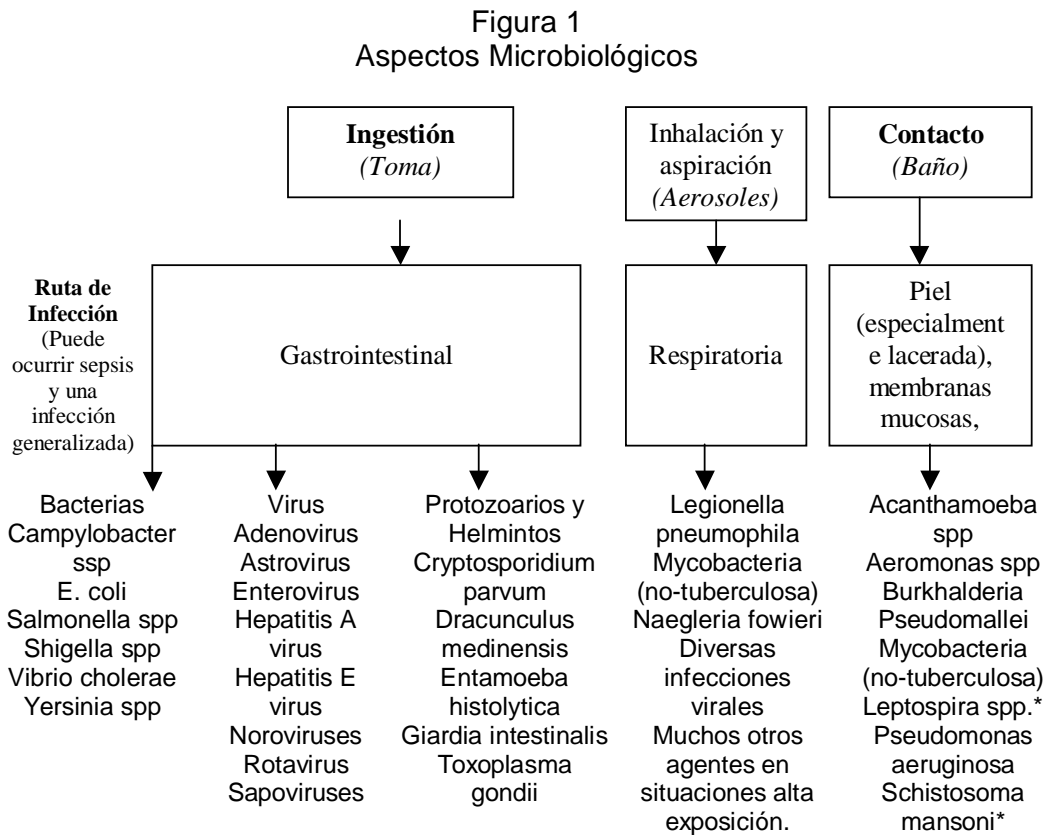 Figura 1
Aspectos Microbiológicos
Ingestión
(Toma)
Inhalación y
aspiración
(Aerosoles)
Contacto
(Baño)
Ruta de
Infección
(Puede
ocurrir sepsis
y una
infección
generalizada)
Gastrointestinal
Respiratoria
Piel
(especialment
e lacerada),
membranas
mucosas,
Bacterias
Campylobacter
ssp
E. coli
Salmonella spp
Shigella spp
Vibrio cholerae
Yersinia spp
Virus
Adenovirus
Astrovirus
Enterovirus
Hepatitis A
virus
Hepatitis E
virus
Noroviruses
Rotavirus
Sapoviruses
Protozoarios y
Helmintos
Cryptosporidium
parvum
Dracunculus
medinensis
Entamoeba
histolytica
Giardia intestinalis
Toxoplasma
gondii
Legionella
pneumophila
Mycobacteria
(no-tuberculosa)
Naegleria fowieri
Diversas
infecciones
virales
Muchos otros
agentes en
situaciones alta
exposición.
Acanthamoeba
spp
Aeromonas spp
Burkhalderia
Pseudomallei
Mycobacteria
(no-tuberculosa)
Leptospira spp.*
Pseudomonas
aeruginosa
Schistosoma
mansoni*